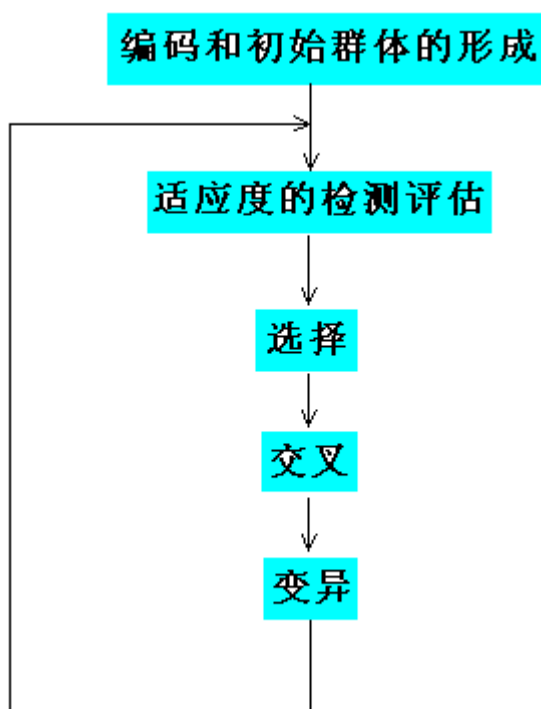 编码和初始群体的形成
适应度的检测评估
选择
交叉
变异